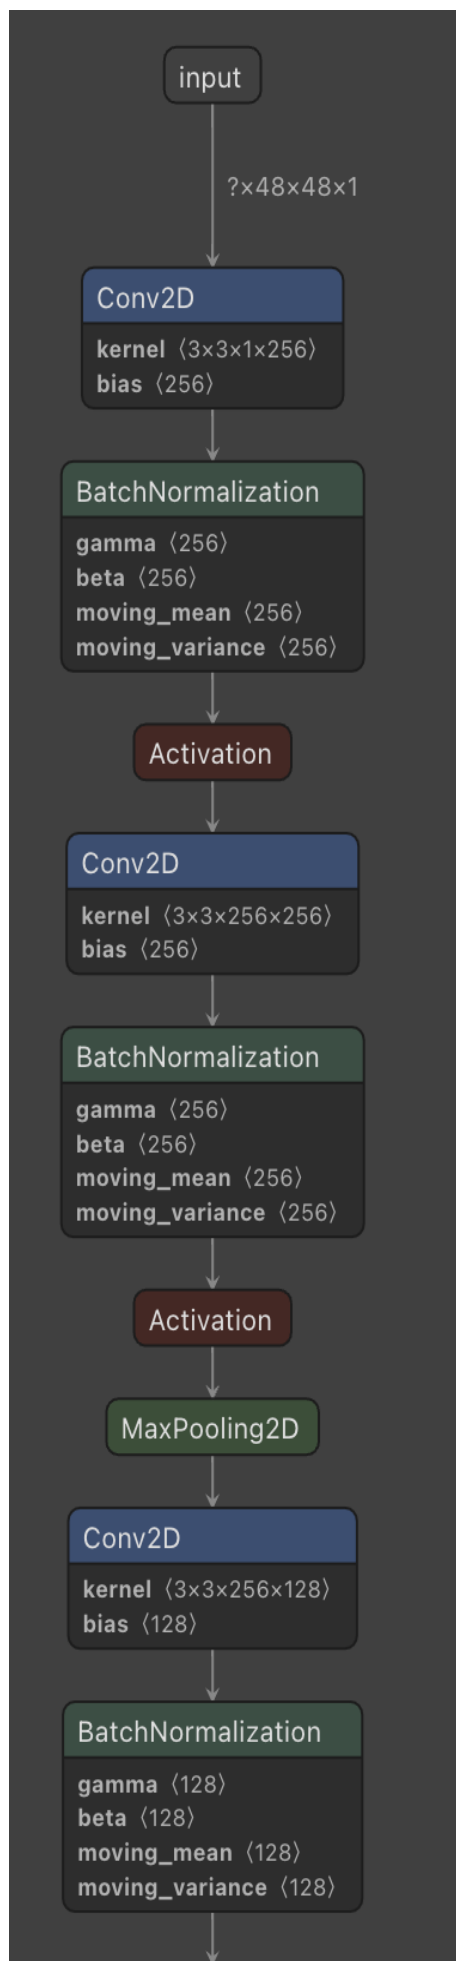 input
?×48×48×1
Conv2D
kernel ⟨3×3×1×256⟩
bias ⟨256⟩
BatchNormalization
gamma ⟨256⟩
beta ⟨256⟩
moving_mean ⟨256⟩
moving_variance ⟨256⟩
Activation
Conv2D
kernel ⟨3×3×256×256⟩
bias ⟨256⟩
BatchNormalization
gamma ⟨256⟩
beta ⟨256⟩
moving_mean ⟨256⟩
moving_variance ⟨256⟩
Activation
MaxPooling2D
Conv2D
kernel ⟨3×3×256×128⟩
bias ⟨128⟩
BatchNormalization
gamma ⟨128⟩
beta ⟨128⟩
moving_mean ⟨128⟩
moving_variance ⟨128⟩